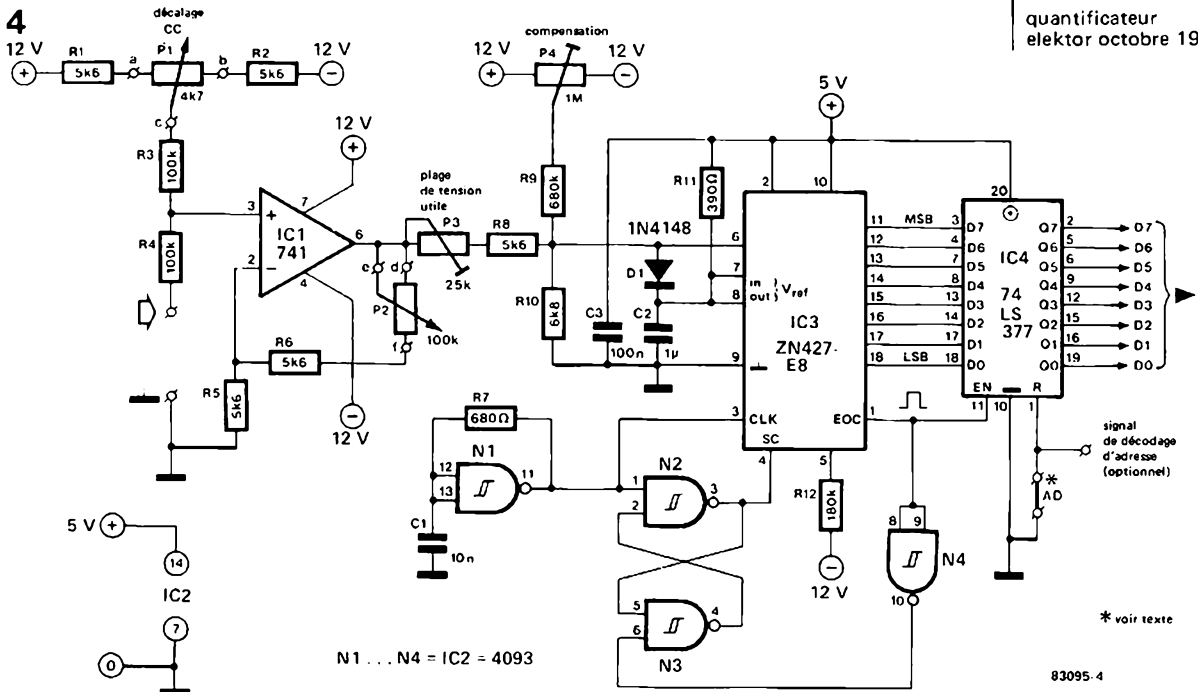 4
quantificateur
elektor octobre 19
décalage
CC
12 V
R1
5k6
a
P1
4k7
b
R2
5k6
12 V
c
R3
100k
R4
100k
12 V
3
+
7
IC1
741
6
2
–
4
12 V
R6
5k6
R5
5k6
plage
de tension
utile
e
d
P3
25k
P2
100k
f
R8
5k6
compensation
12 V
P4
1M
12 V
R9
680k
R10
6k8
1N4148
D1
C3
100n
C2
1µ
R11
390Ω
5 V
2
10
6
7
8
9
in
out
Vref
IC3
ZN427-
E8
3
CLK
SC
4
5
EOC
1
11
MSB
3
12
4
13
7
14
8
15
13
16
14
17
17
18
LSB
18
20
D7
D6
D5
D4
D3
D2
D1
D0
IC4
74
LS
377
Q7
Q6
Q5
Q4
Q3
Q2
Q1
Q0
2
5
6
9
12
15
16
19
D7
D6
D5
D4
D3
D2
D1
D0
EN
R
11
10
1
signal
de décodage
d'adresse
(optionnel)
*
AD
R7
680Ω
N1
12
13
11
C1
10n
N2
1
2
3
5
6
4
N3
R12
180k
12 V
8
9
N4
10
5 V
14
IC2
7
0
N1 . . . N4 = IC2 = 4093
* voir texte
83095-4